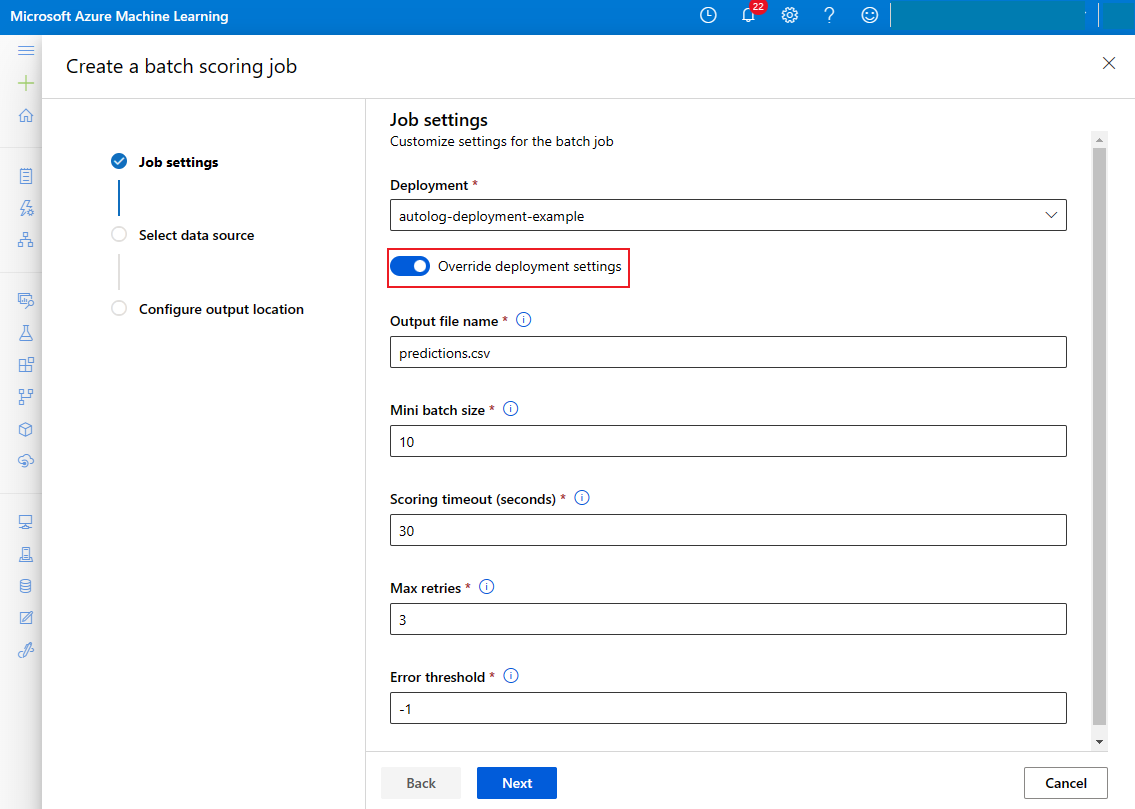 Microsoft Azure Machine Learning
22
Create a batch scoring job
Job settings
Select data source
Configure output location
Job settings
Customize settings for the batch job
Deployment *
autolog-deployment-example
Override deployment settings
Output file name *
predictions.csv
Mini batch size *
10
Scoring timeout (seconds) *
30
Max retries *
3
Error threshold *
-1
Back
Next
Cancel